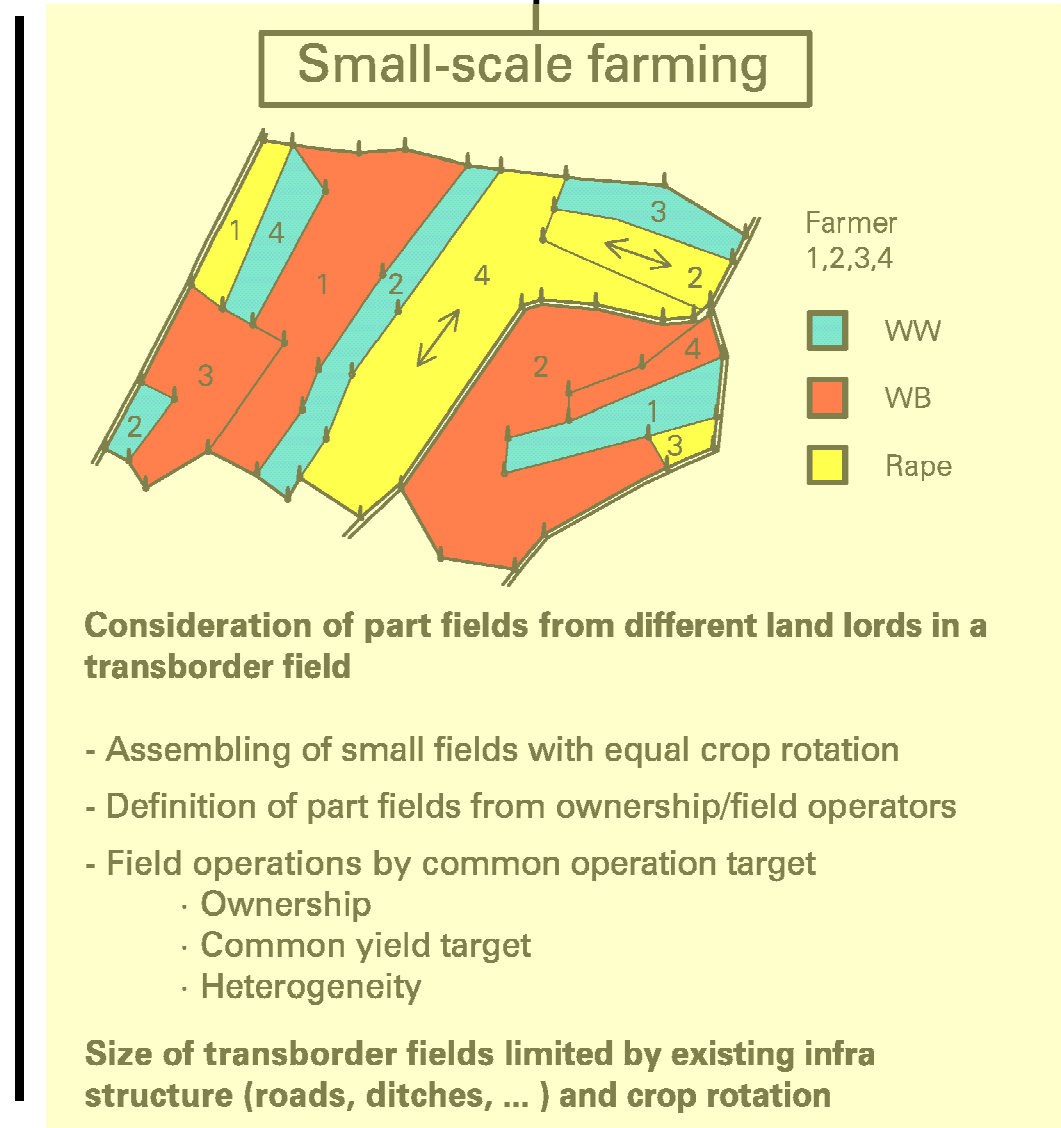 Small-scale farming
3
1
4
Farmer
1,2,3,4
1
2
4
2
WW
3
2
4
WB
2
1
3
Rape
Consideration of part fields from different land lords in a
transborder field
- Assembling of small fields with equal crop rotation
- Definition of part fields from ownership/field operators
- Field operations by common operation target
· Ownership
· Common yield target
· Heterogeneity
Size of transborder fields limited by existing infra
structure (roads, ditches, ... ) and crop rotation